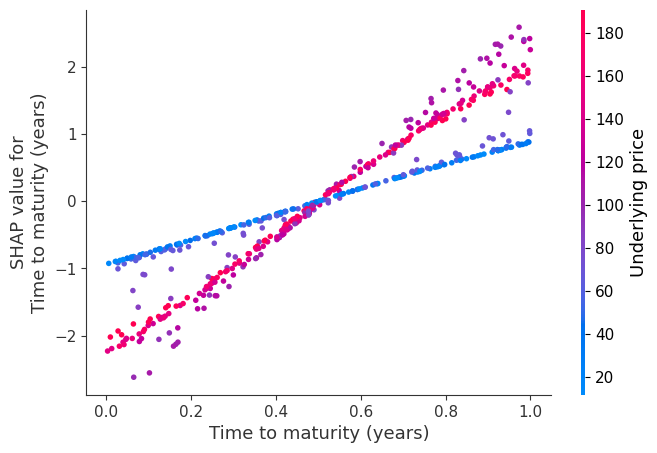 SHAP value for
Time to maturity (years)
2
1
0
−1
−2
0.0 0.2 0.4 0.6 0.8 1.0
Time to maturity (years)
180
160
140
120
100
80
60
40
20
Underlying price